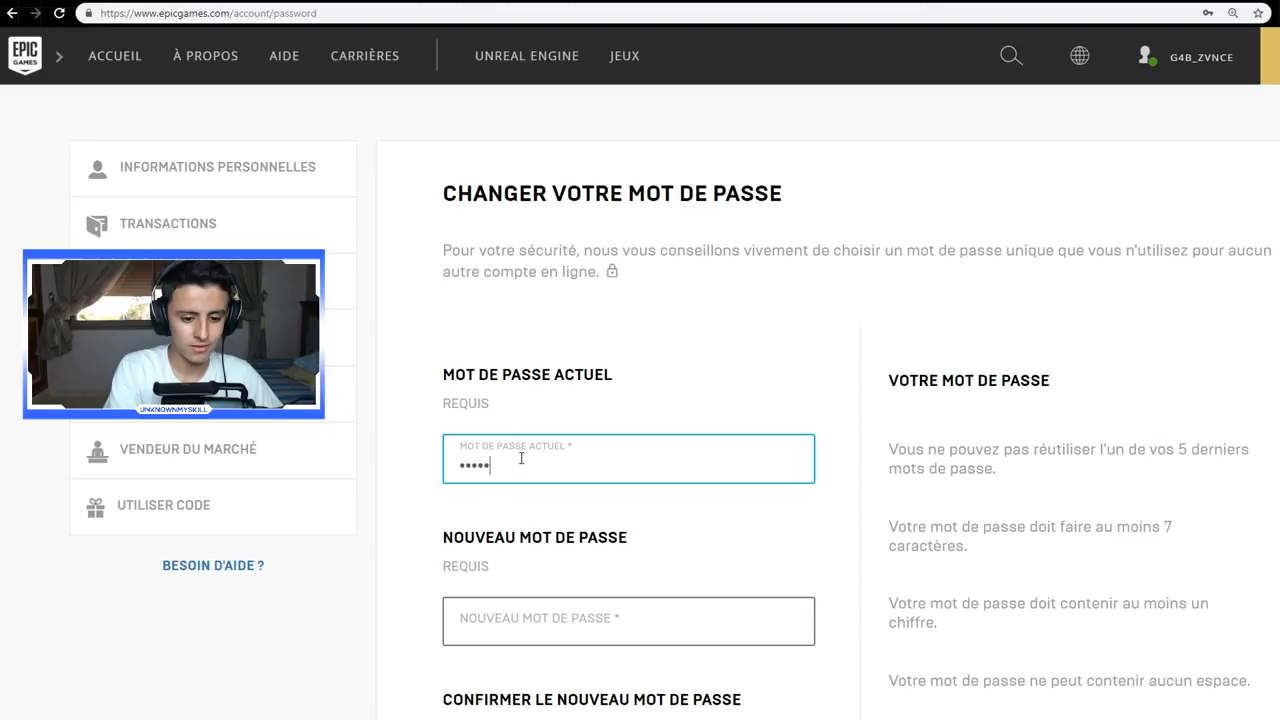 https://www.epicgames.com/account/password
EPIC GAMES
ACCUEIL À PROPOS AIDE CARRIÈRES UNREAL ENGINE JEUX G4B_ZVNCE
INFORMATIONS PERSONNELLES
TRANSACTIONS
UNKNOWNMYSKILL
VENDEUR DU MARCHÉ
UTILISER CODE
BESOIN D'AIDE ?
CHANGER VOTRE MOT DE PASSE
Pour votre sécurité, nous vous conseillons vivement de choisir un mot de passe unique que vous n'utilisez pour aucun
autre compte en ligne.
MOT DE PASSE ACTUEL
REQUIS
MOT DE PASSE ACTUEL *
•••••
NOUVEAU MOT DE PASSE
REQUIS
NOUVEAU MOT DE PASSE *
CONFIRMER LE NOUVEAU MOT DE PASSE
VOTRE MOT DE PASSE
Vous ne pouvez pas réutiliser l'un de vos 5 derniers
mots de passe.
Votre mot de passe doit faire au moins 7
caractères.
Votre mot de passe doit contenir au moins un
chiffre.
Votre mot de passe ne peut contenir aucun espace.